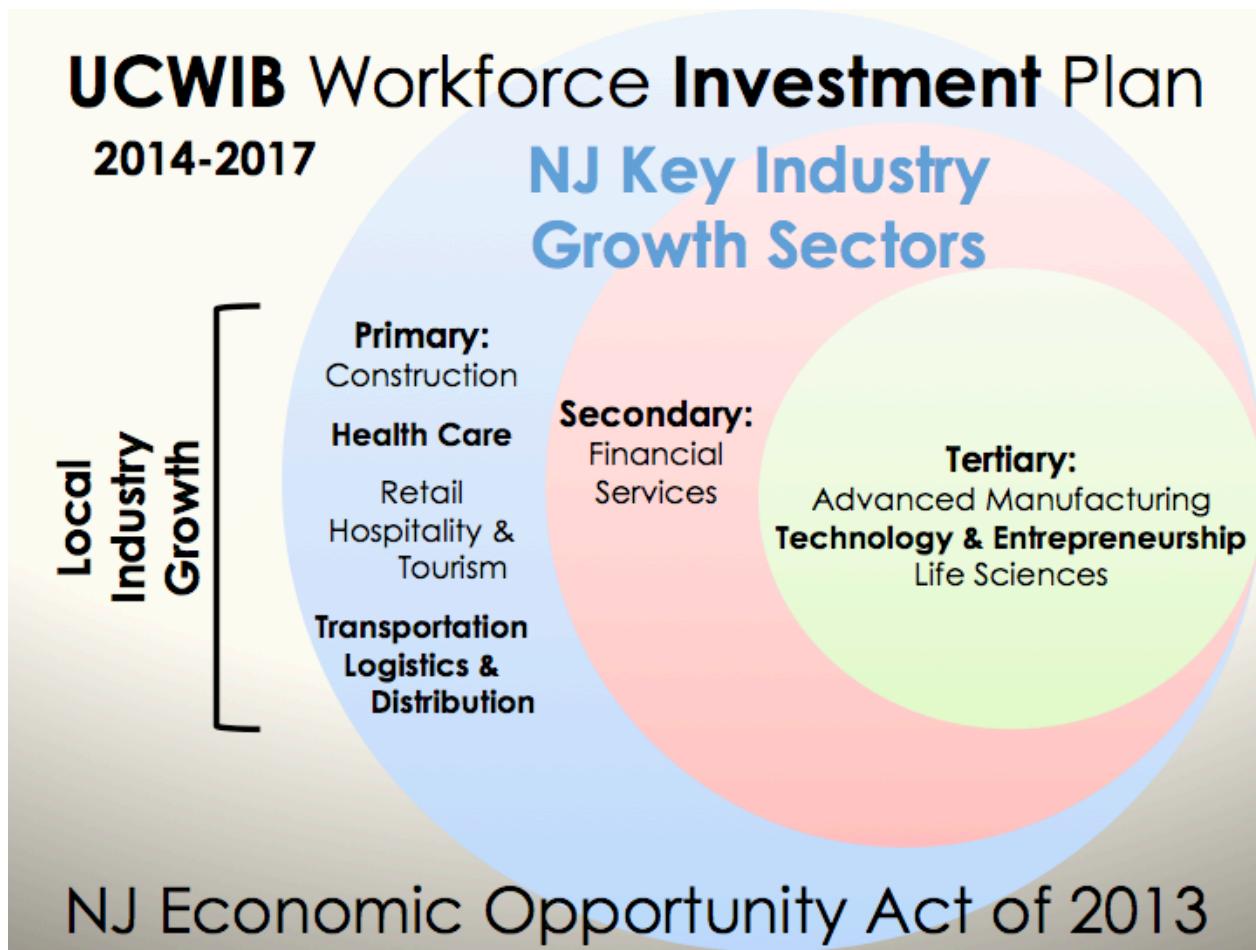 UCWIB Workforce Investment Plan
2014-2017
NJ Key Industry
Growth Sectors
Local
Industry
Growth
Primary:
Construction
Health Care
Retail
Hospitality &
Tourism
Transportation
Logistics &
Distribution
Secondary:
Financial
Services
Tertiary:
Advanced Manufacturing
Technology & Entrepreneurship
Life Sciences
NJ Economic Opportunity Act of 2013